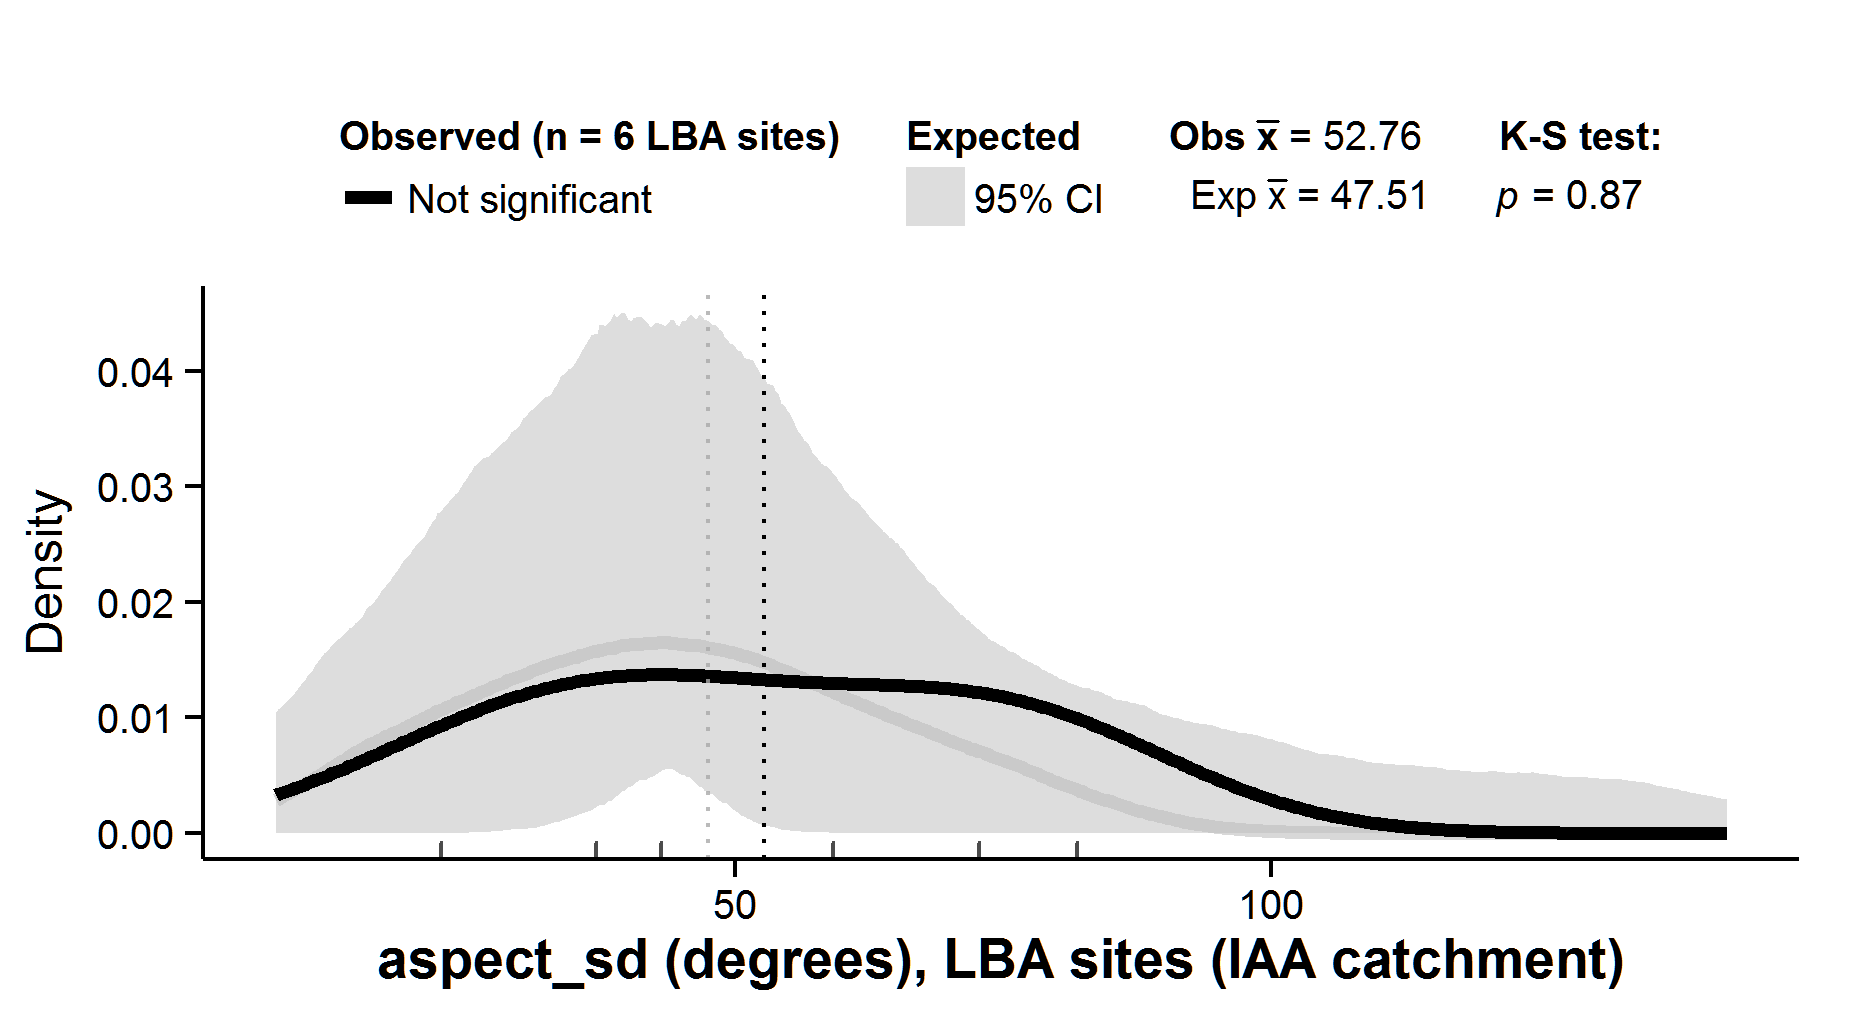 Observed (n = 6 LBA sites) Expected Obs x̅ = 52.76 K-S test:
Not significant 95% CI Exp x̅ = 47.51 p = 0.87
0.04
0.03
0.02
0.01
0.00
Density
50 100
aspect_sd (degrees), LBA sites (IAA catchment)